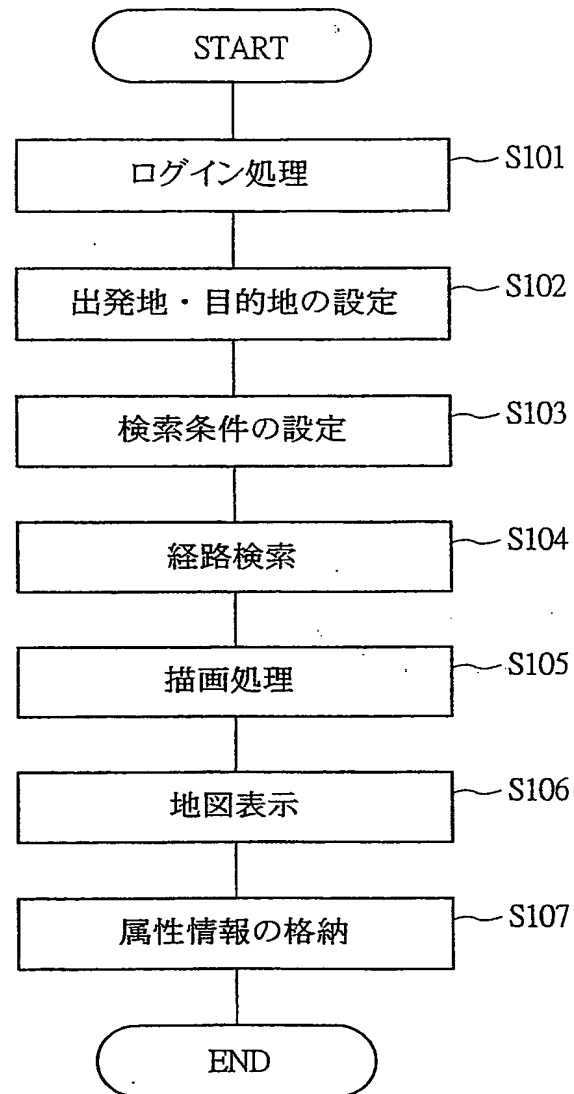 START
ログイン処理 S101
出発地・目的地の設定 S102
検索条件の設定 S103
経路検索 S104
描画処理 S105
地図表示 S106
属性情報の格納 S107
END